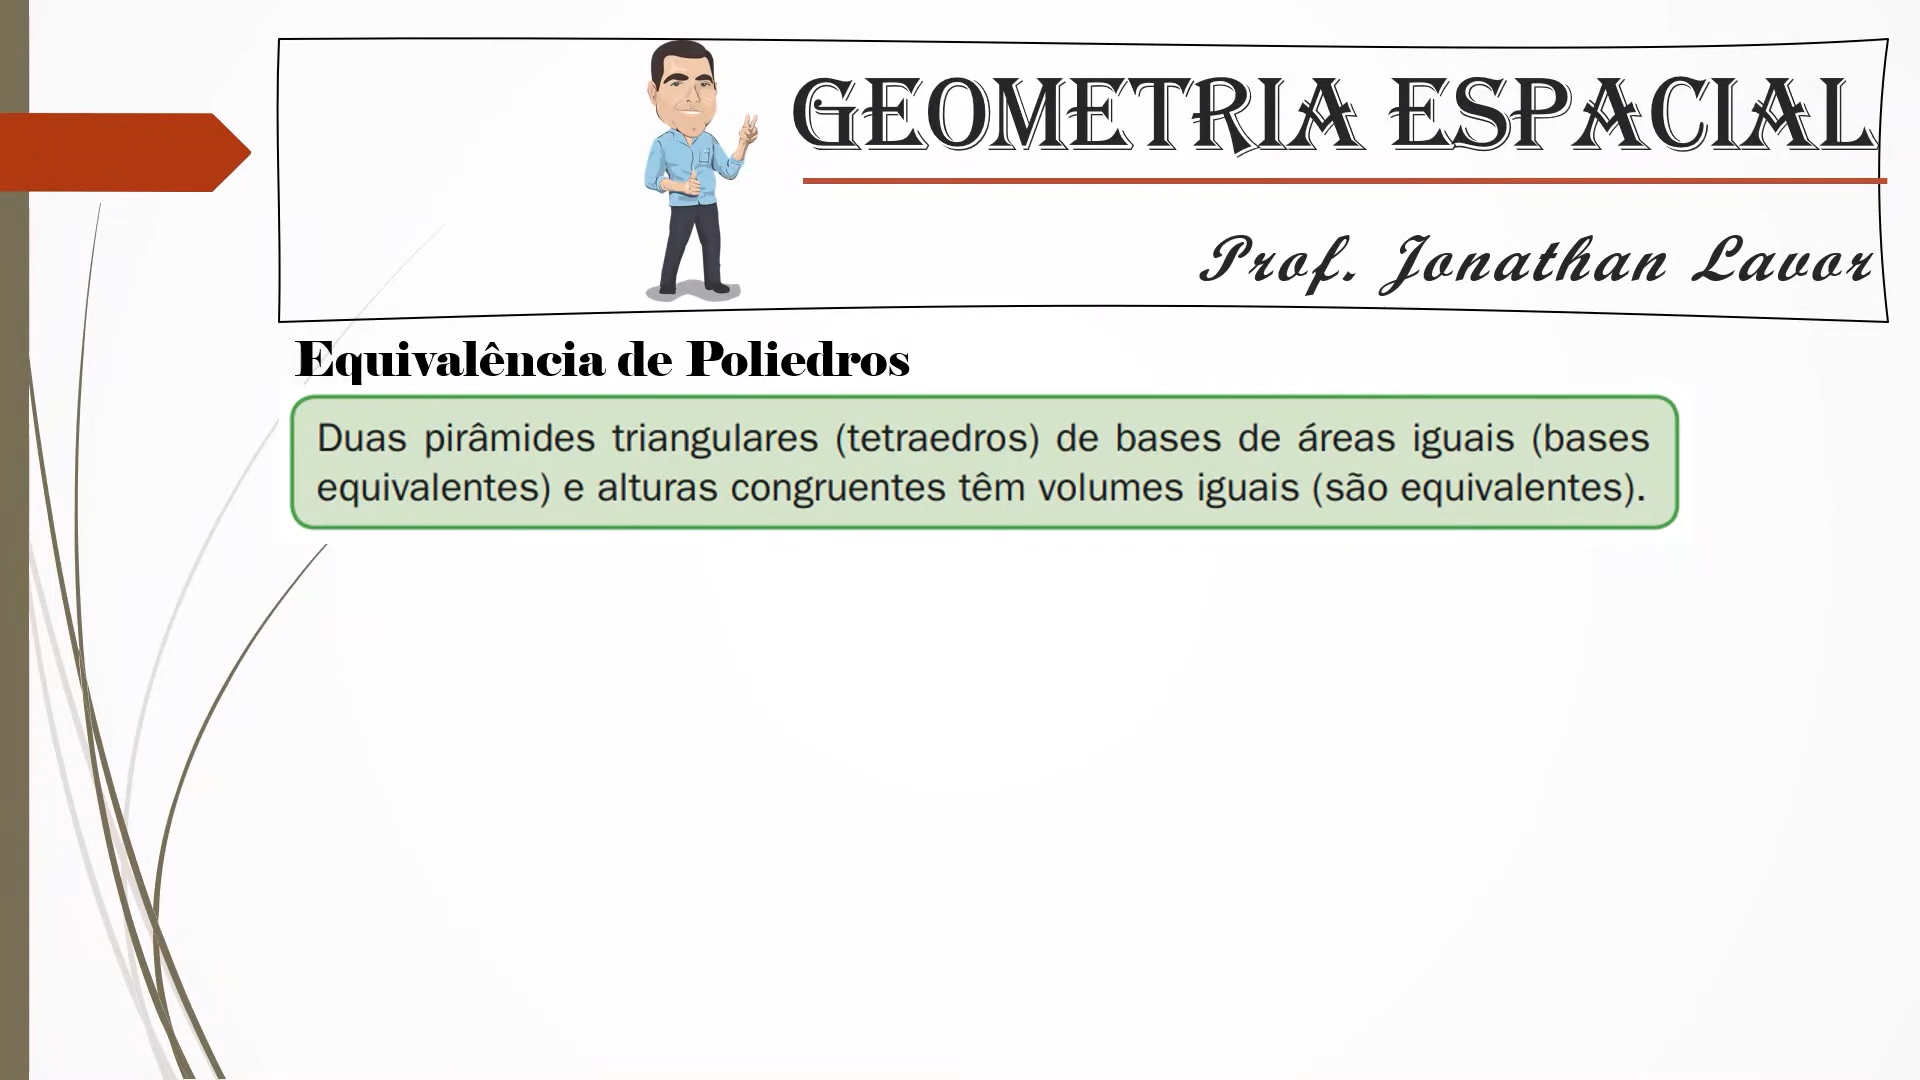 GEOMETRIA ESPACIAL
Prof. Jonathan Lavor
Equivalência de Poliedros
Duas pirâmides triangulares (tetraedros) de bases de áreas iguais (bases
equivalentes) e alturas congruentes têm volumes iguais (são equivalentes).